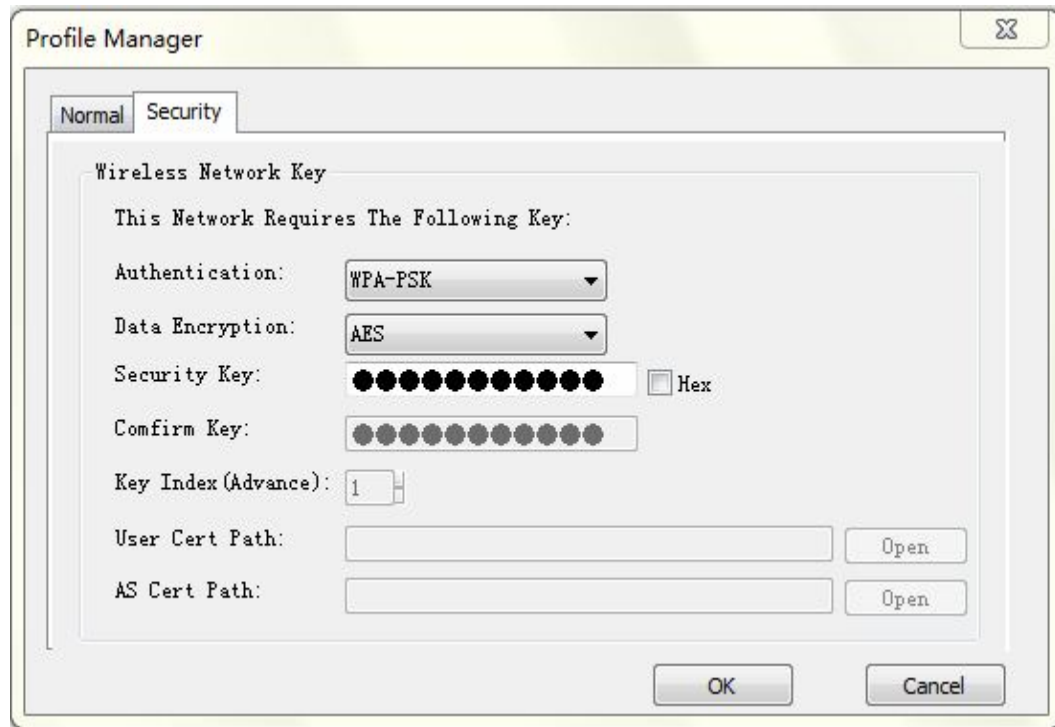 Profile Manager
Normal Security
Wireless Network Key
This Network Requires The Following Key:
Authentication: WPA-PSK
Data Encryption: AES
Security Key: ●●●●●●●●●●● Hex
Comfirm Key: ●●●●●●●●●●●
Key Index(Advance): 1
User Cert Path: Open
AS Cert Path: Open
OK Cancel